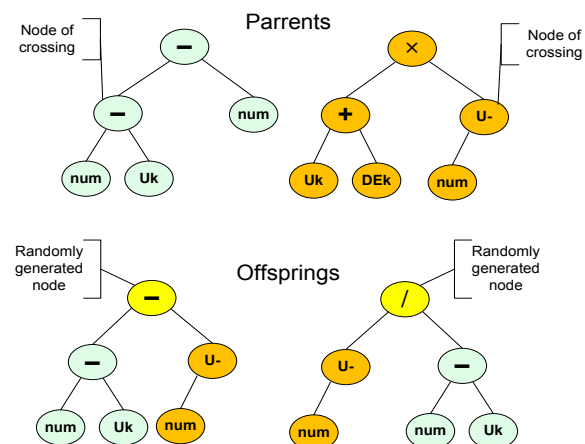 Parrents
Node of
crossing
Node of
crossing
−
×
−
num
+
U-
num
Uk
Uk
DEk
num
Offsprings
Randomly
generated
node
Randomly
generated
node
−
/
−
U-
U-
−
num
Uk
num
num
num
Uk